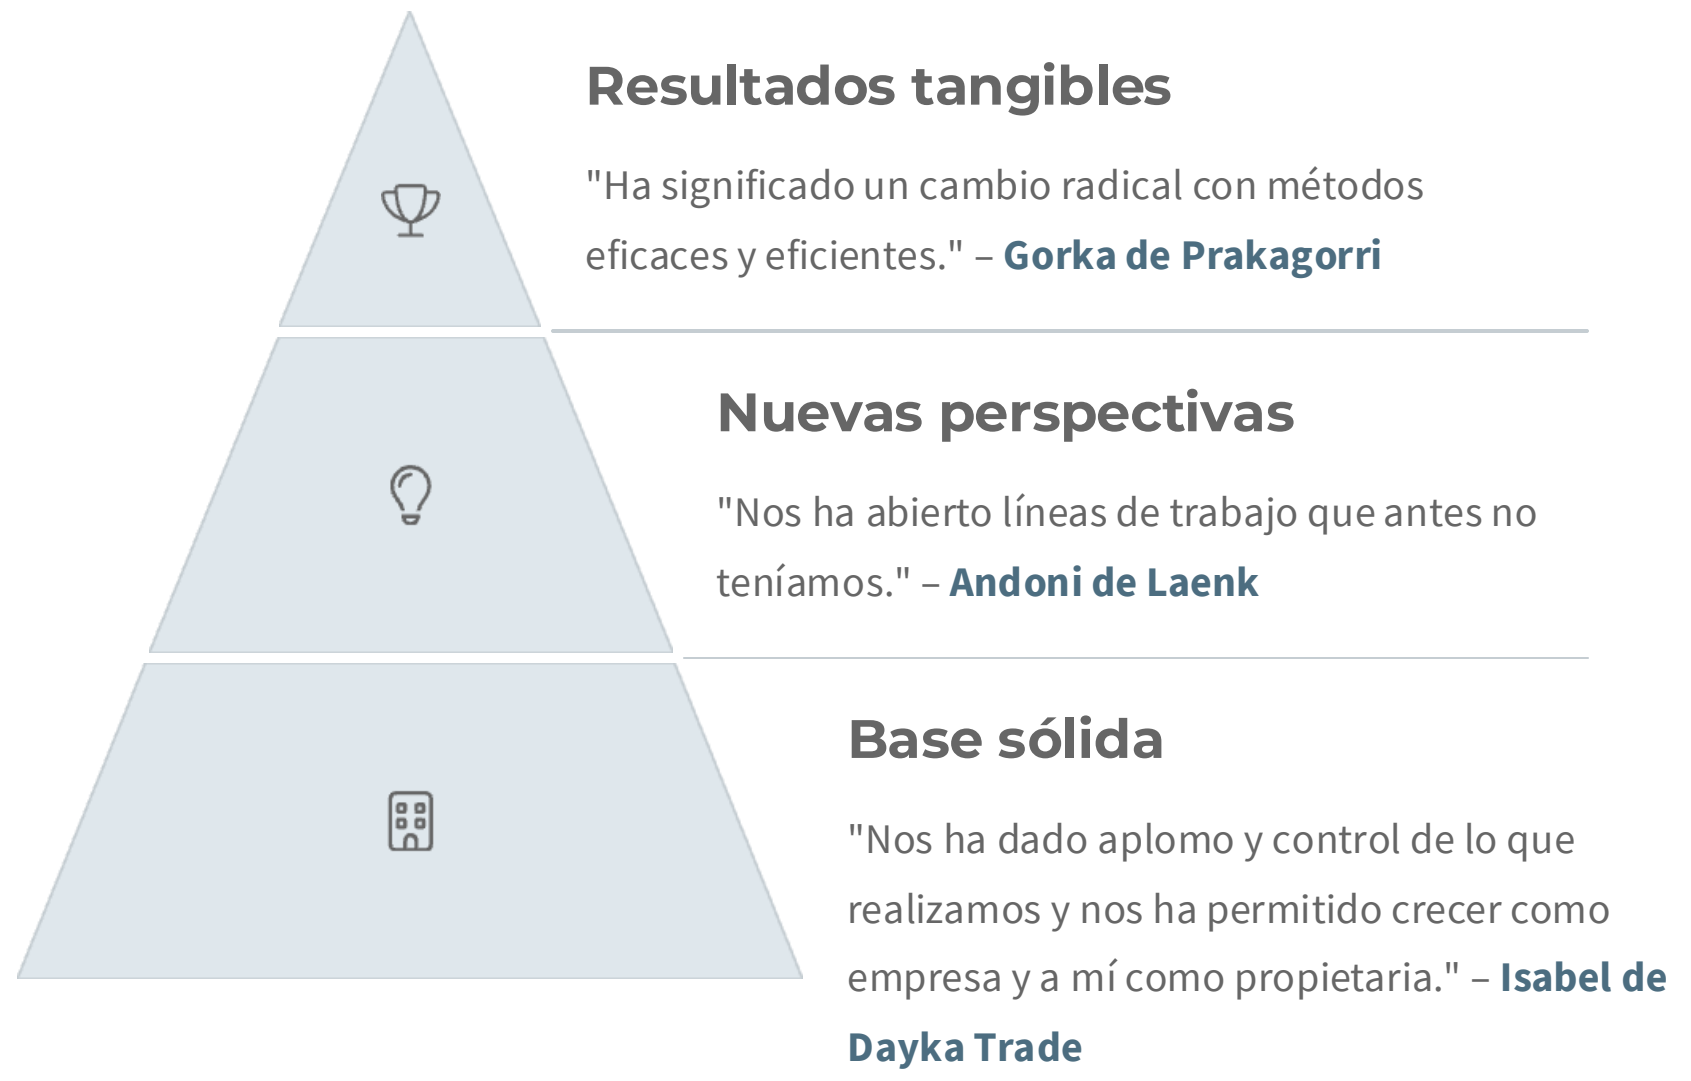 Resultados tangibles
"Ha significado un cambio radical con métodos
eficaces y eficientes." – Gorka de Prakagorri
Nuevas perspectivas
"Nos ha abierto líneas de trabajo que antes no
teníamos." – Andoni de Laenk
Base sólida
"Nos ha dado aplomo y control de lo que
realizamos y nos ha permitido crecer como
empresa y a mí como propietaria." – Isabel de
Dayka Trade